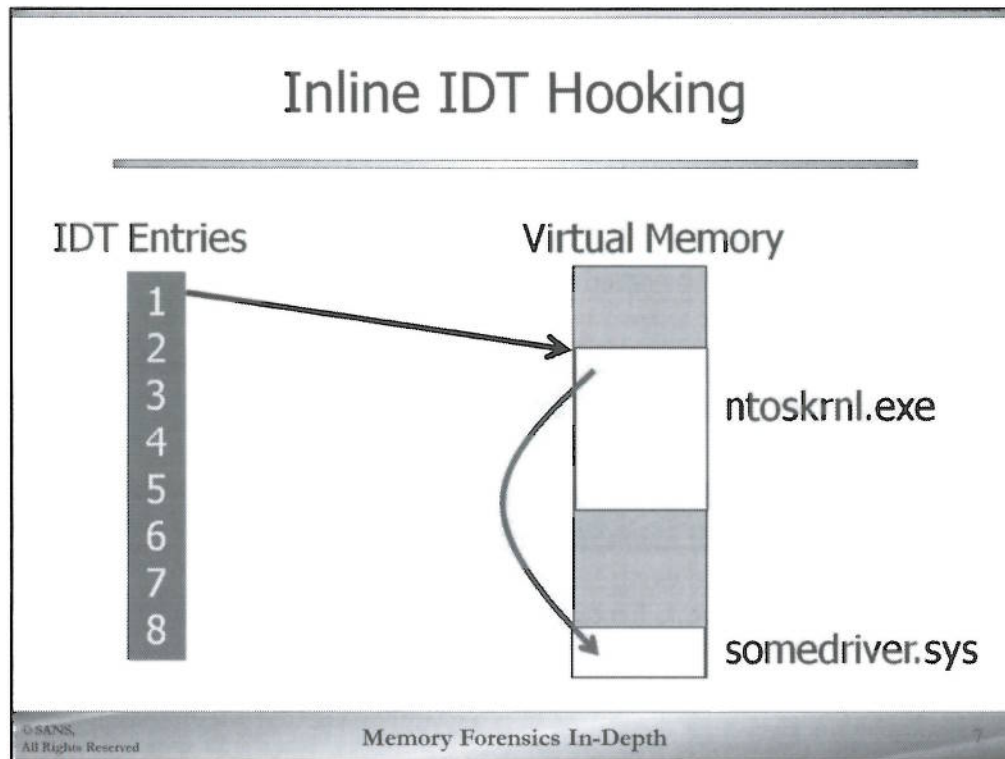 Inline IDT Hooking
IDT Entries
Virtual Memory
1
2
3
4
5
6
7
8
ntoskrnl.exe
somedriver.sys
© SANS,
All Rights Reserved
Memory Forensics In-Depth
7